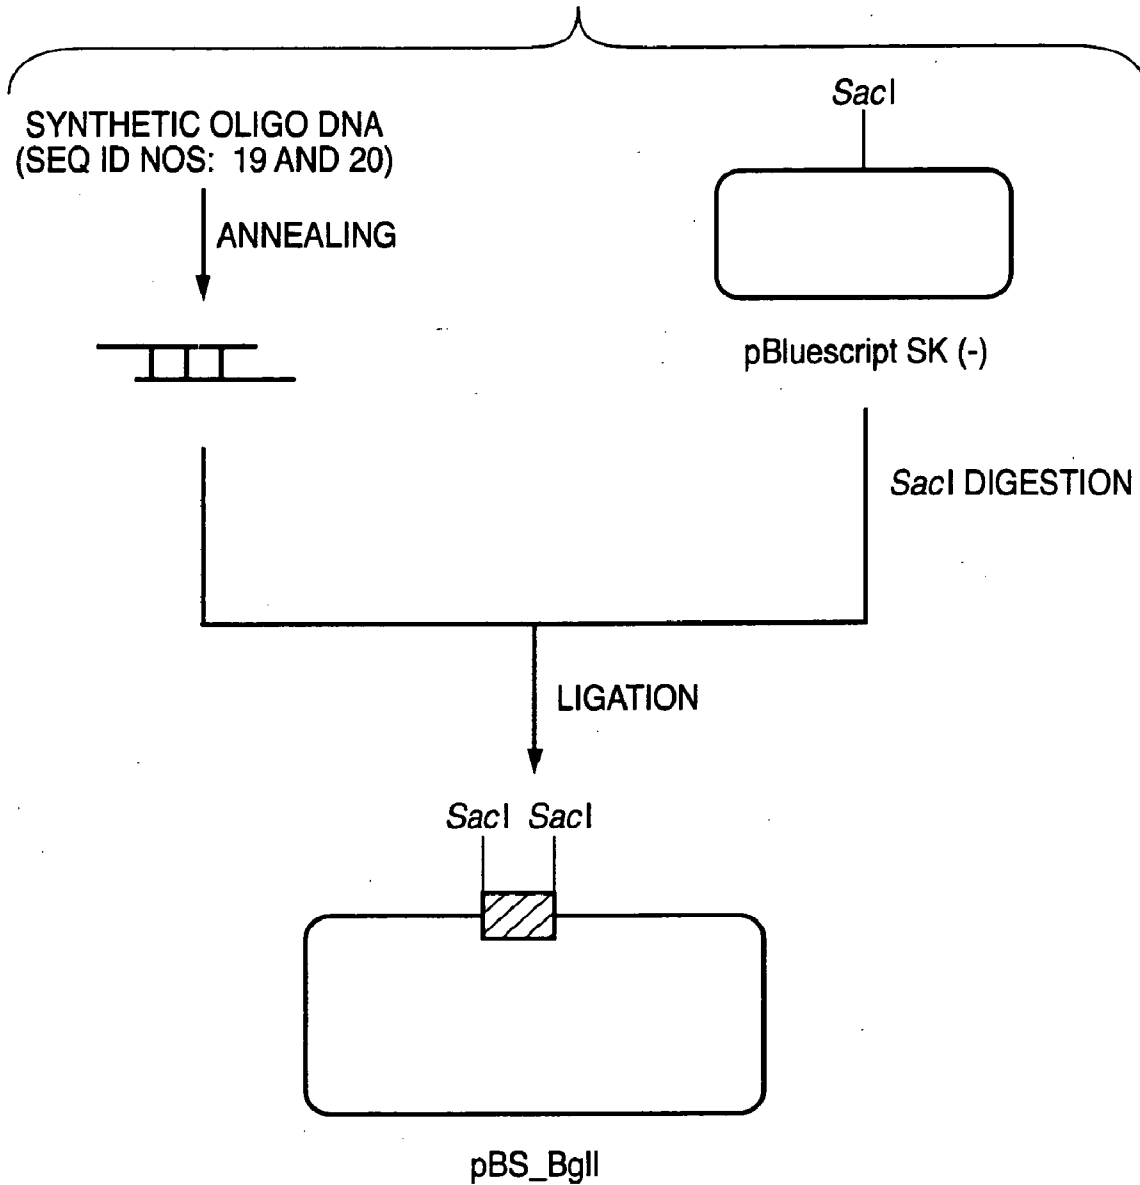 SYNTHETIC OLIGO DNA
(SEQ ID NOS: 19 AND 20)
ANNEALING
SacI
pBluescript SK (-)
SacI DIGESTION
LIGATION
SacI SacI
pBS_BglI